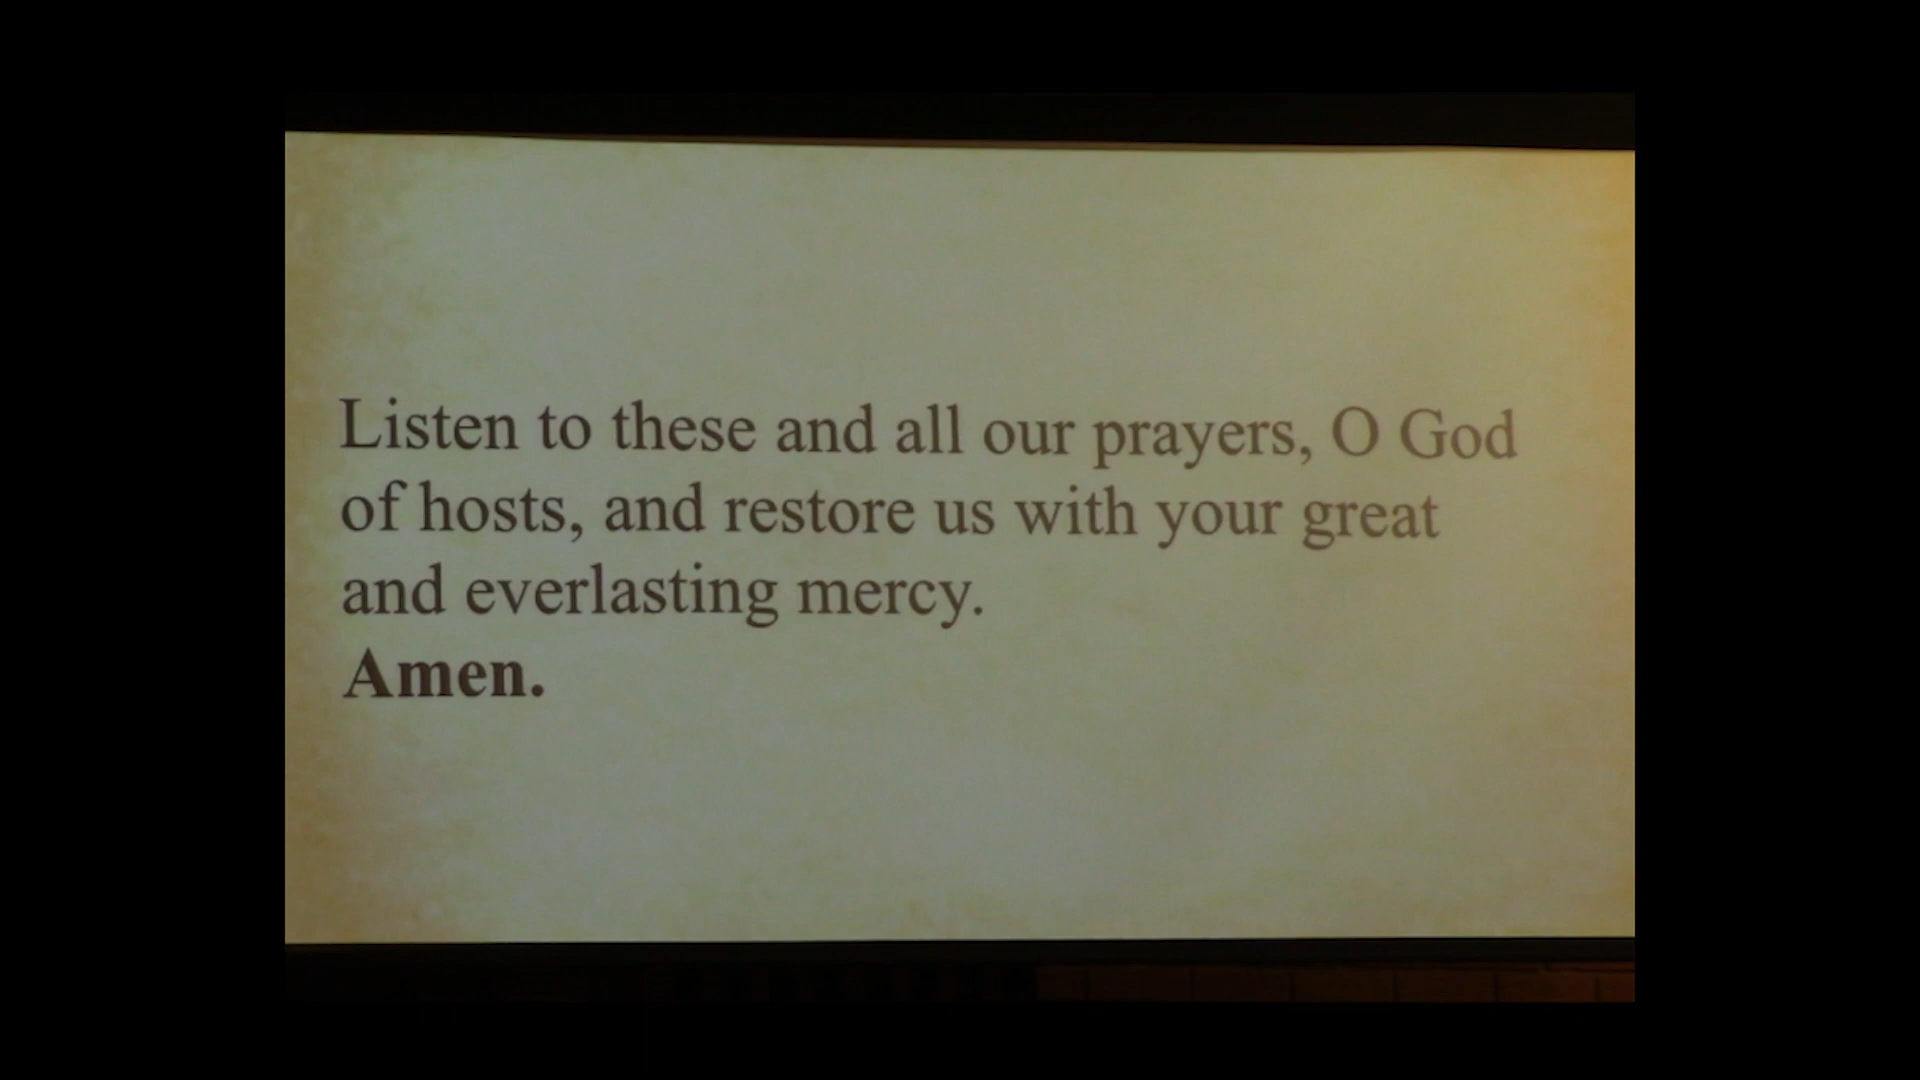 Listen to these and all our prayers, O God
of hosts, and restore us with your great
and everlasting mercy.
Amen.